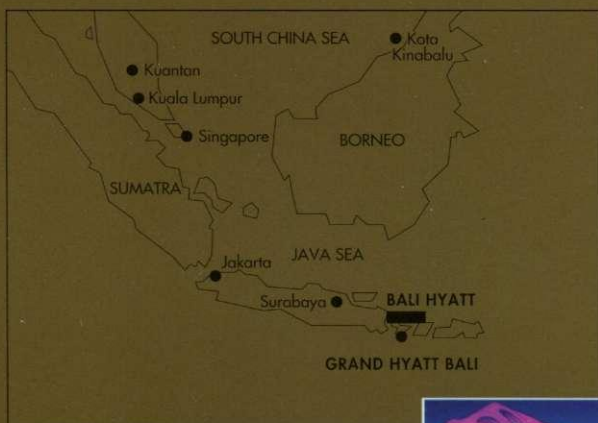 SOUTH CHINA SEA
Kota
Kinabalu
Kuantan
Kuala Lumpur
Singapore
BORNEO
SUMATRA
JAVA SEA
Jakarta
Surabaya
BALI HYATT
GRAND HYATT BALI